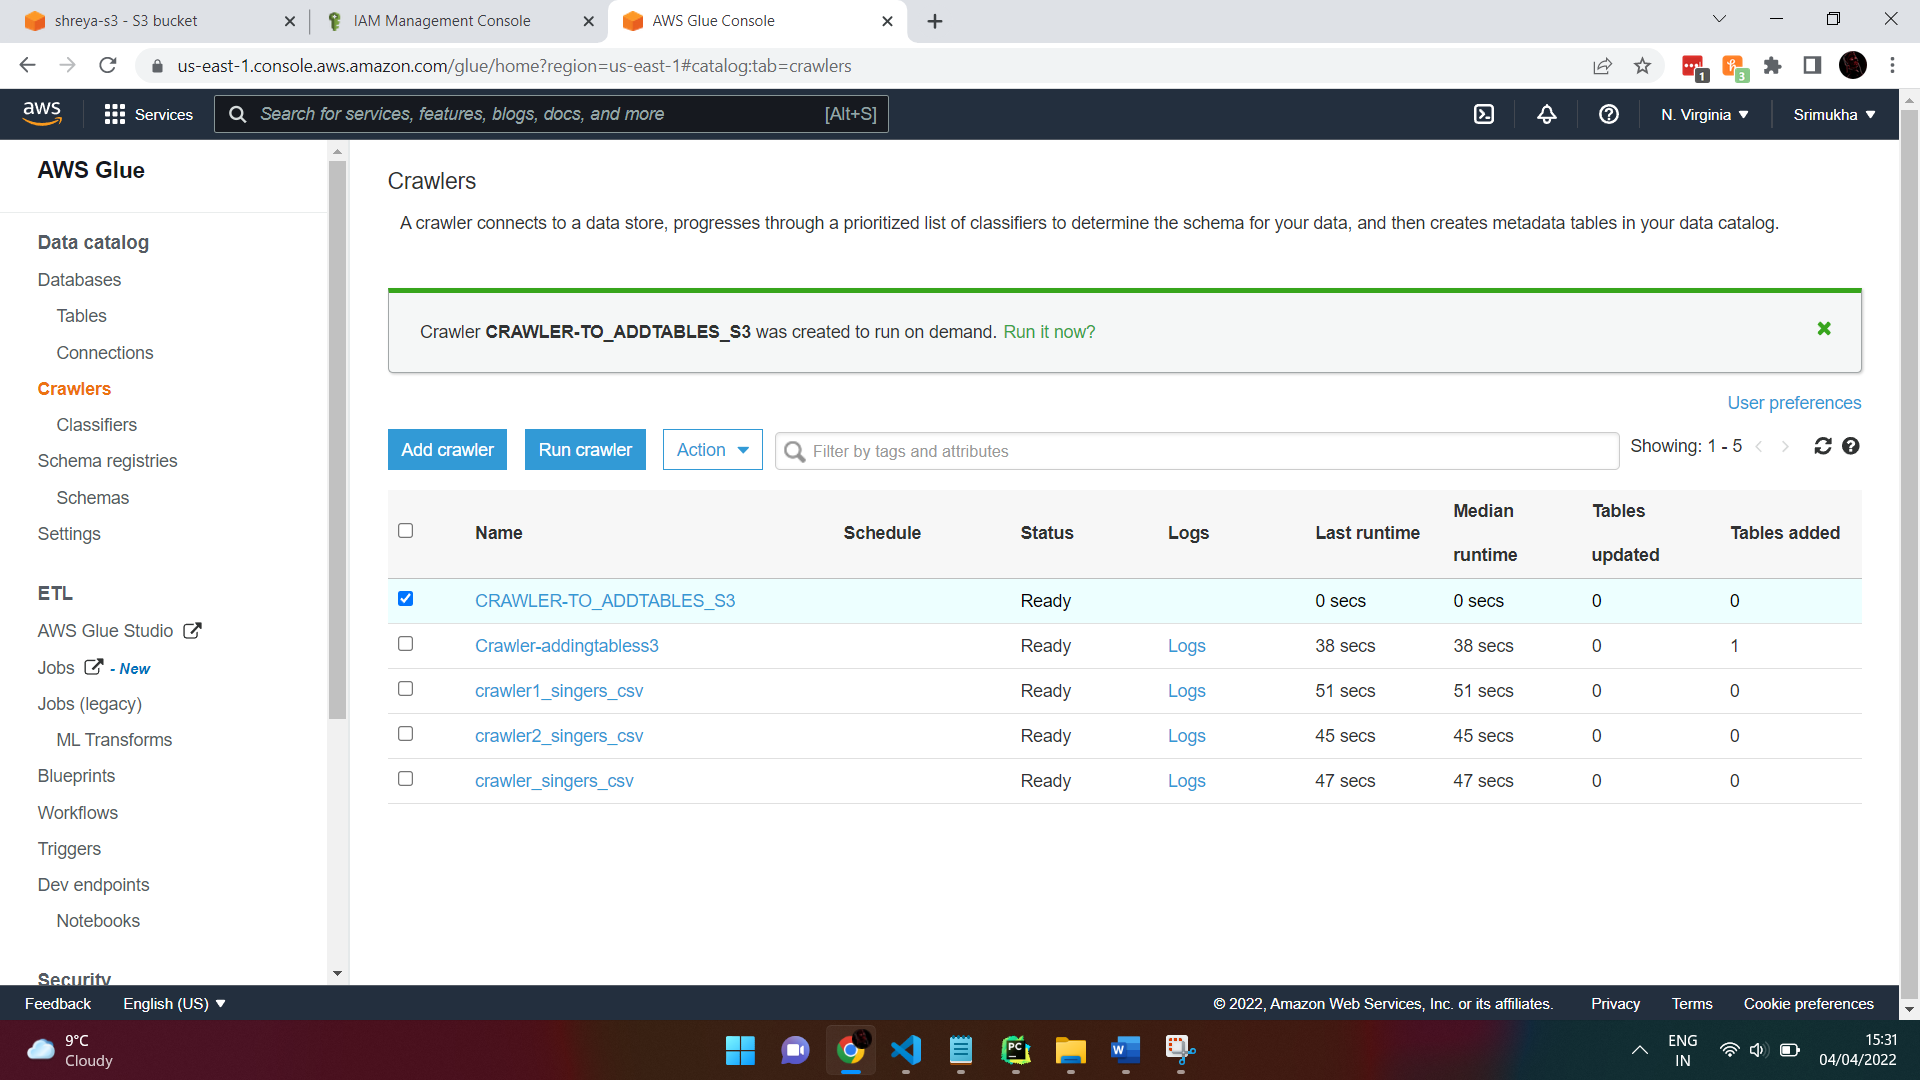 shreya-s3 - S3 bucket
IAM Management Console
AWS Glue Console
us-east-1.console.aws.amazon.com/glue/home?region=us-east-1#catalog:tab=crawlers
1
3
aws
Services
Search for services, features, blogs, docs, and more [Alt+S]
N. Virginia
Srimukha
AWS Glue
Data catalog
Databases
Tables
Connections
Crawlers
Classifiers
Schema registries
Schemas
Settings
ETL
AWS Glue Studio
Jobs - New
Jobs (legacy)
ML Transforms
Blueprints
Workflows
Triggers
Dev endpoints
Notebooks
Security
Crawlers
A crawler connects to a data store, progresses through a prioritized list of classifiers to determine the schema for your data, and then creates metadata tables in your data catalog.
Crawler CRAWLER-TO_ADDTABLES_S3 was created to run on demand. Run it now?
User preferences
Add crawler
Run crawler
Action
Filter by tags and attributes
Showing: 1 - 5
Name Schedule Status Logs Last runtime Median runtime Tables updated Tables added
CRAWLER-TO_ADDTABLES_S3 Ready 0 secs 0 secs 0 0
Crawler-addingtabless3 Ready Logs 38 secs 38 secs 0 1
crawler1_singers_csv Ready Logs 51 secs 51 secs 0 0
crawler2_singers_csv Ready Logs 45 secs 45 secs 0 0
crawler_singers_csv Ready Logs 47 secs 47 secs 0 0
Feedback
English (US)
© 2022, Amazon Web Services, Inc. or its affiliates.
Privacy
Terms
Cookie preferences
9°C
Cloudy
PC
W
ENG
IN
15:31
04/04/2022